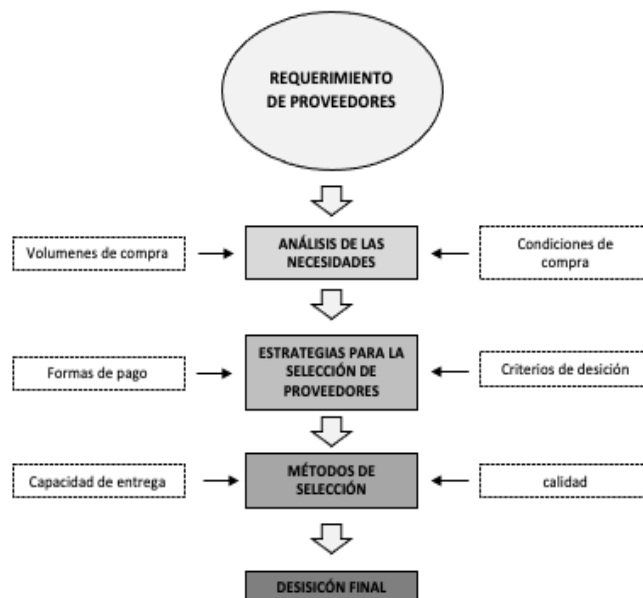 REQUERIMIENTO
DE PROVEEDORES
Volumenes de compra
ANÁLISIS DE LAS
NECESIDADES
Condiciones de
compra
Formas de pago
ESTRATEGIAS PARA LA
SELECCIÓN DE
PROVEEDORES
Criterios de desición
Capacidad de entrega
MÉTODOS DE
SELECCIÓN
calidad
DESISICÓN FINAL